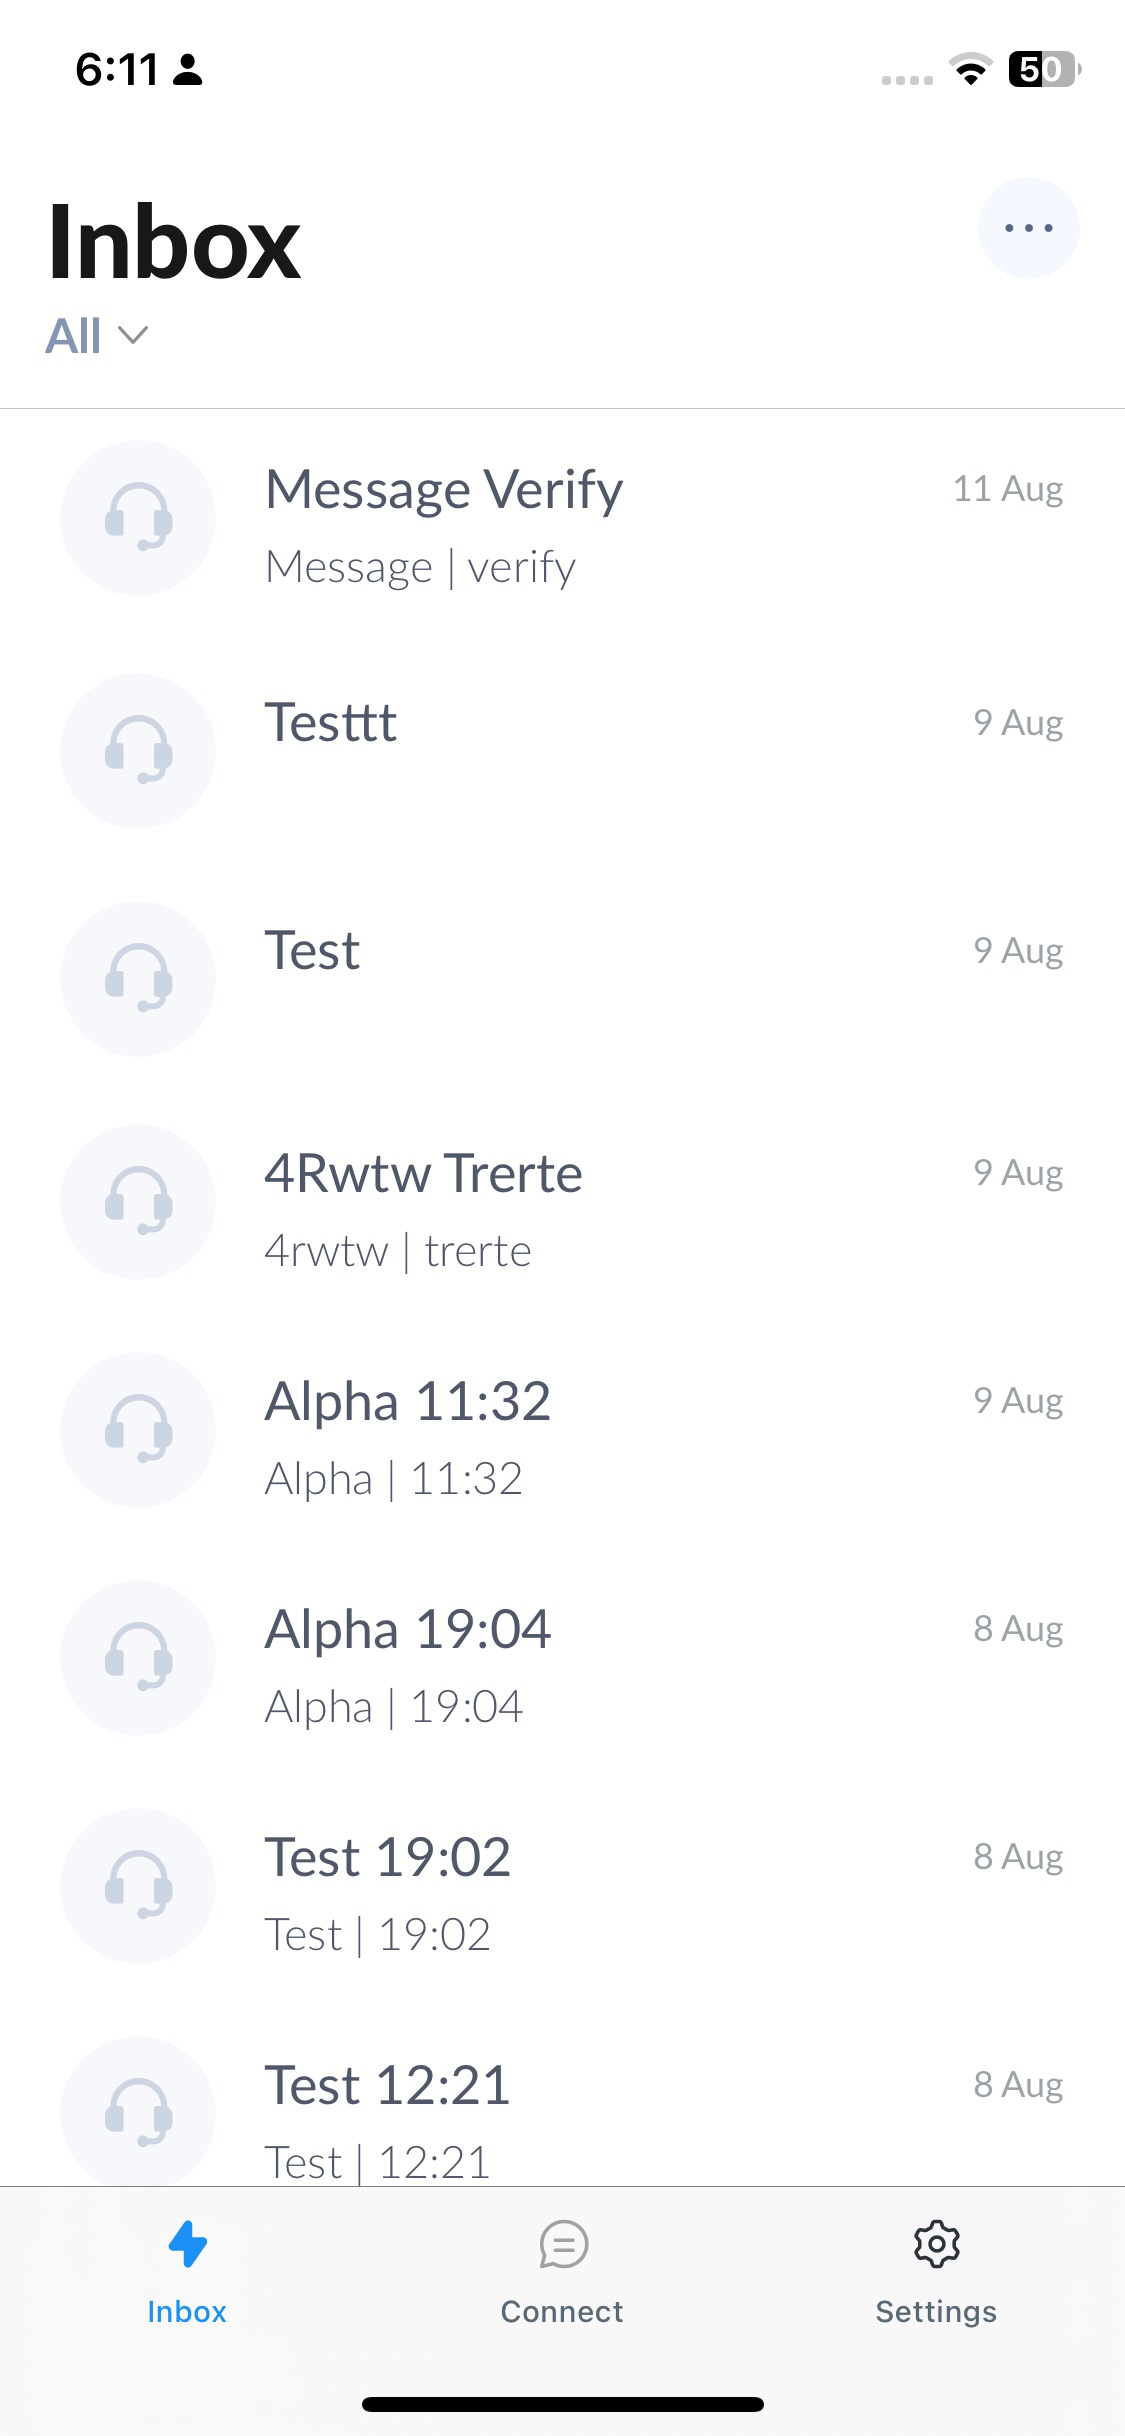 6:11
50
Inbox
All
Message Verify
11 Aug
Message | verify
Testtt
9 Aug
Test
9 Aug
4Rwtw Trerte
9 Aug
4rwtw | trerte
Alpha 11:32
9 Aug
Alpha | 11:32
Alpha 19:04
8 Aug
Alpha | 19:04
Test 19:02
8 Aug
Test | 19:02
Test 12:21
8 Aug
Test | 12:21
Inbox
Connect
Settings